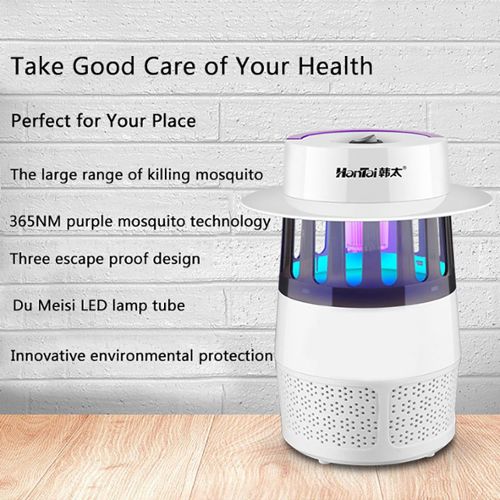 Take Good Care of Your Health
Perfect for Your Place
The large range of killing mosquito
365NM purple mosquito technology
Three escape proof design
Du Meisi LED lamp tube
Innovative environmental protection
HanTai 韩太®